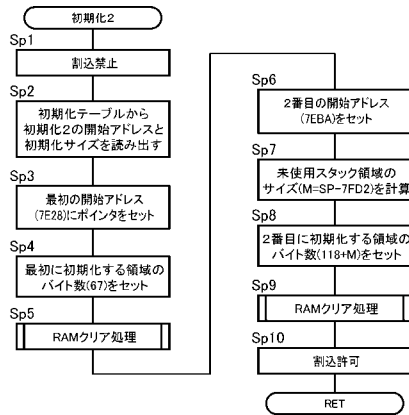 初期化2
Sp1
割込禁止
Sp2
初期化テーブルから
初期化2の開始アドレスと
初期化サイズを読み出す
Sp3
最初の開始アドレス
(7E28)にポインタをセット
Sp4
最初に初期化する領域の
バイト数(67)をセット
Sp5
RAMクリア処理
Sp6
2番目の開始アドレス
(7EBA)をセット
Sp7
未使用スタック領域の
サイズ(M=SP-7FD2)を計算
Sp8
2番目に初期化する領域の
バイト数(118+M)をセット
Sp9
RAMクリア処理
Sp10
割込許可
RET